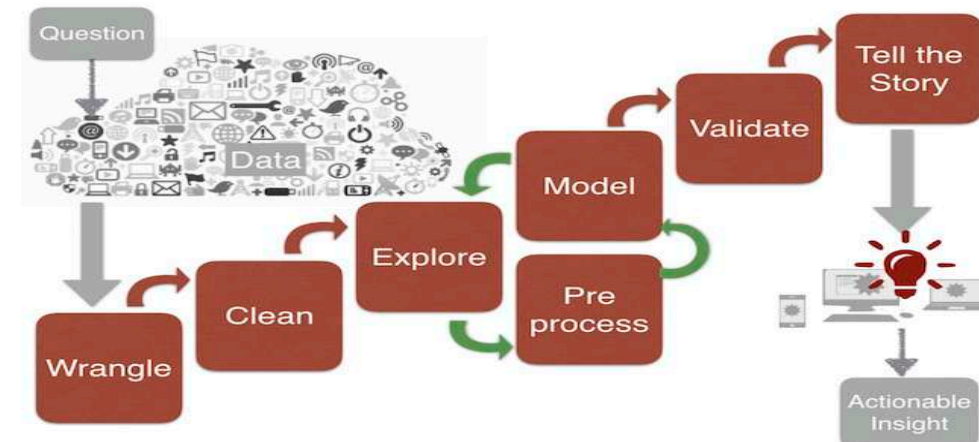 Question
Data
Wrangle
Clean
Explore
Pre
process
Model
Validate
Tell the
Story
Actionable
Insight